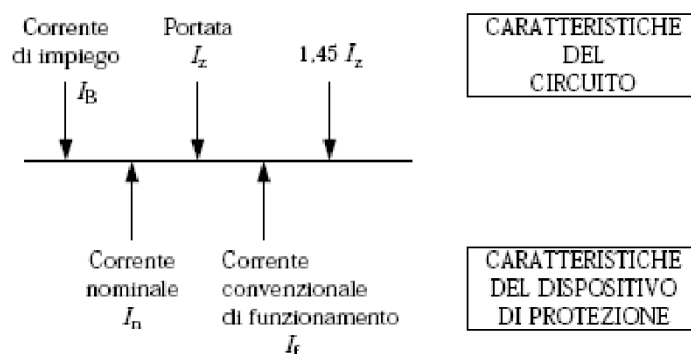 Corrente
di impiego
I_B
Portata
I_z
1,45 I_z
CARATTERISTICHE
DEL
CIRCUITO
Corrente
nominale
I_n
Corrente
convenzionale
di funzionamento
I_f
CARATTERISTICHE
DEL DISPOSITIVO
DI PROTEZIONE